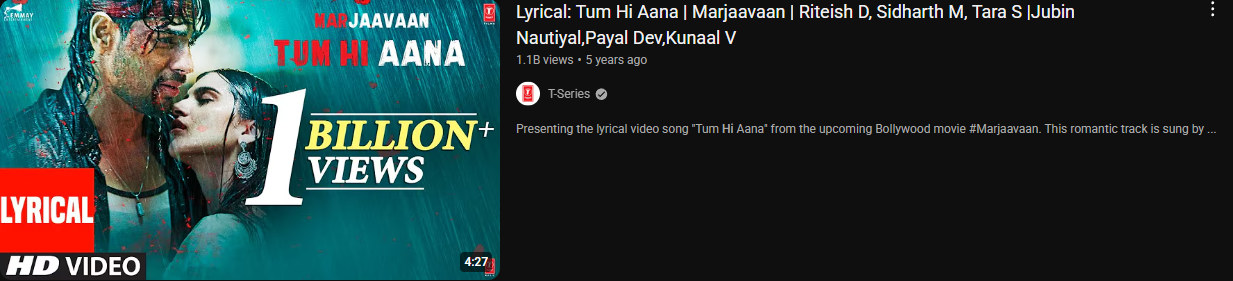 EMMAY
ENTERTAINMENT
MARJAAVAAN
TUM HI AANA
1
BILLION+
VIEWS
LYRICAL
HD VIDEO
4:27
Lyrical: Tum Hi Aana | Marjaavaan | Riteish D, Sidharth M, Tara S |Jubin
Nautiyal,Payal Dev,Kunaal V
1.1B views • 5 years ago
T-Series
Presenting the lyrical video song "Tum Hi Aana" from the upcoming Bollywood movie #Marjaavaan. This romantic track is sung by ...